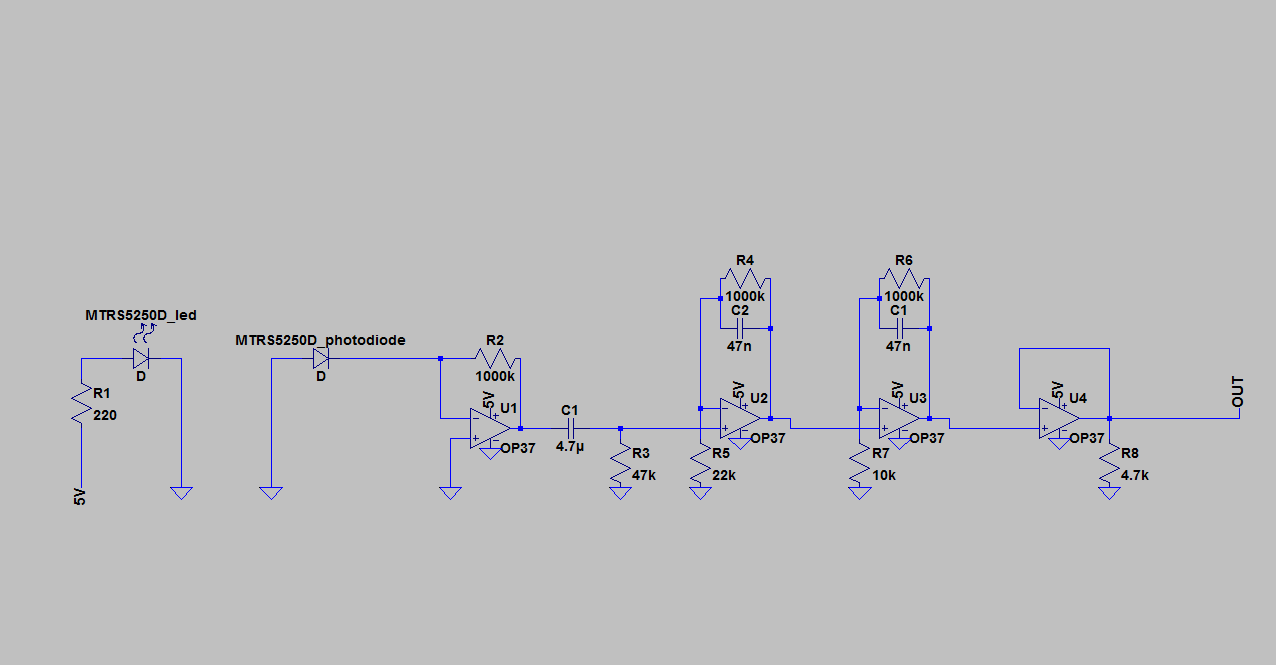 MTRS5250D_led
D
R1
220
5V
MTRS5250D_photodiode
D
R2
1000k
5V
U1
OP37
C1
4.7µ
R3
47k
R4
1000k
C2
47n
5V
U2
OP37
R5
22k
R6
1000k
C1
47n
5V
U3
OP37
R7
10k
5V
U4
OP37
R8
4.7k
OUT